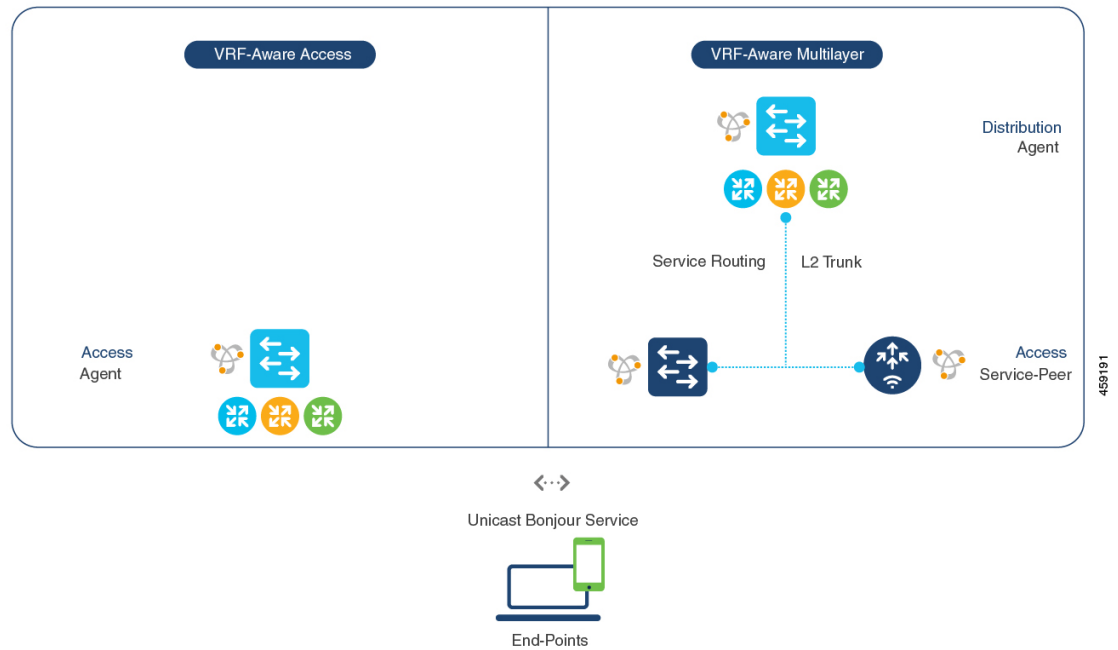 VRF-Aware Access
VRF-Aware Multilayer
Distribution
Agent
Service Routing
L2 Trunk
Access
Agent
Access
Service-Peer
459191
Unicast Bonjour Service
End-Points